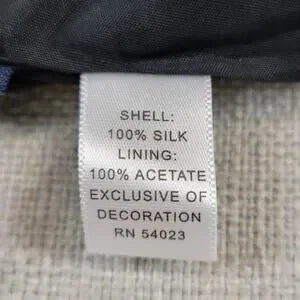 SHELL:
100% SILK
LINING:
100% ACETATE
EXCLUSIVE OF
DECORATION
RN 54023